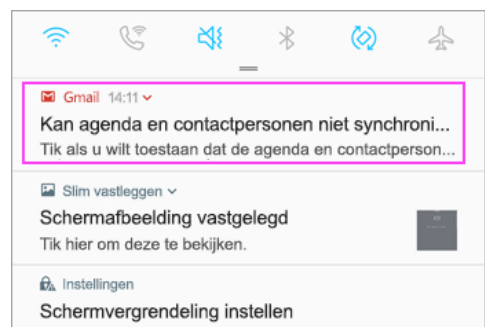 Gmail 14:11
Kan agenda en contactpersonen niet synchroni...
Tik als u wilt toestaan dat de agenda en contactperson...
Slim vastleggen
Schermafbeelding vastgelegd
Tik hier om deze te bekijken.
Instellingen
Schermvergrendeling instellen